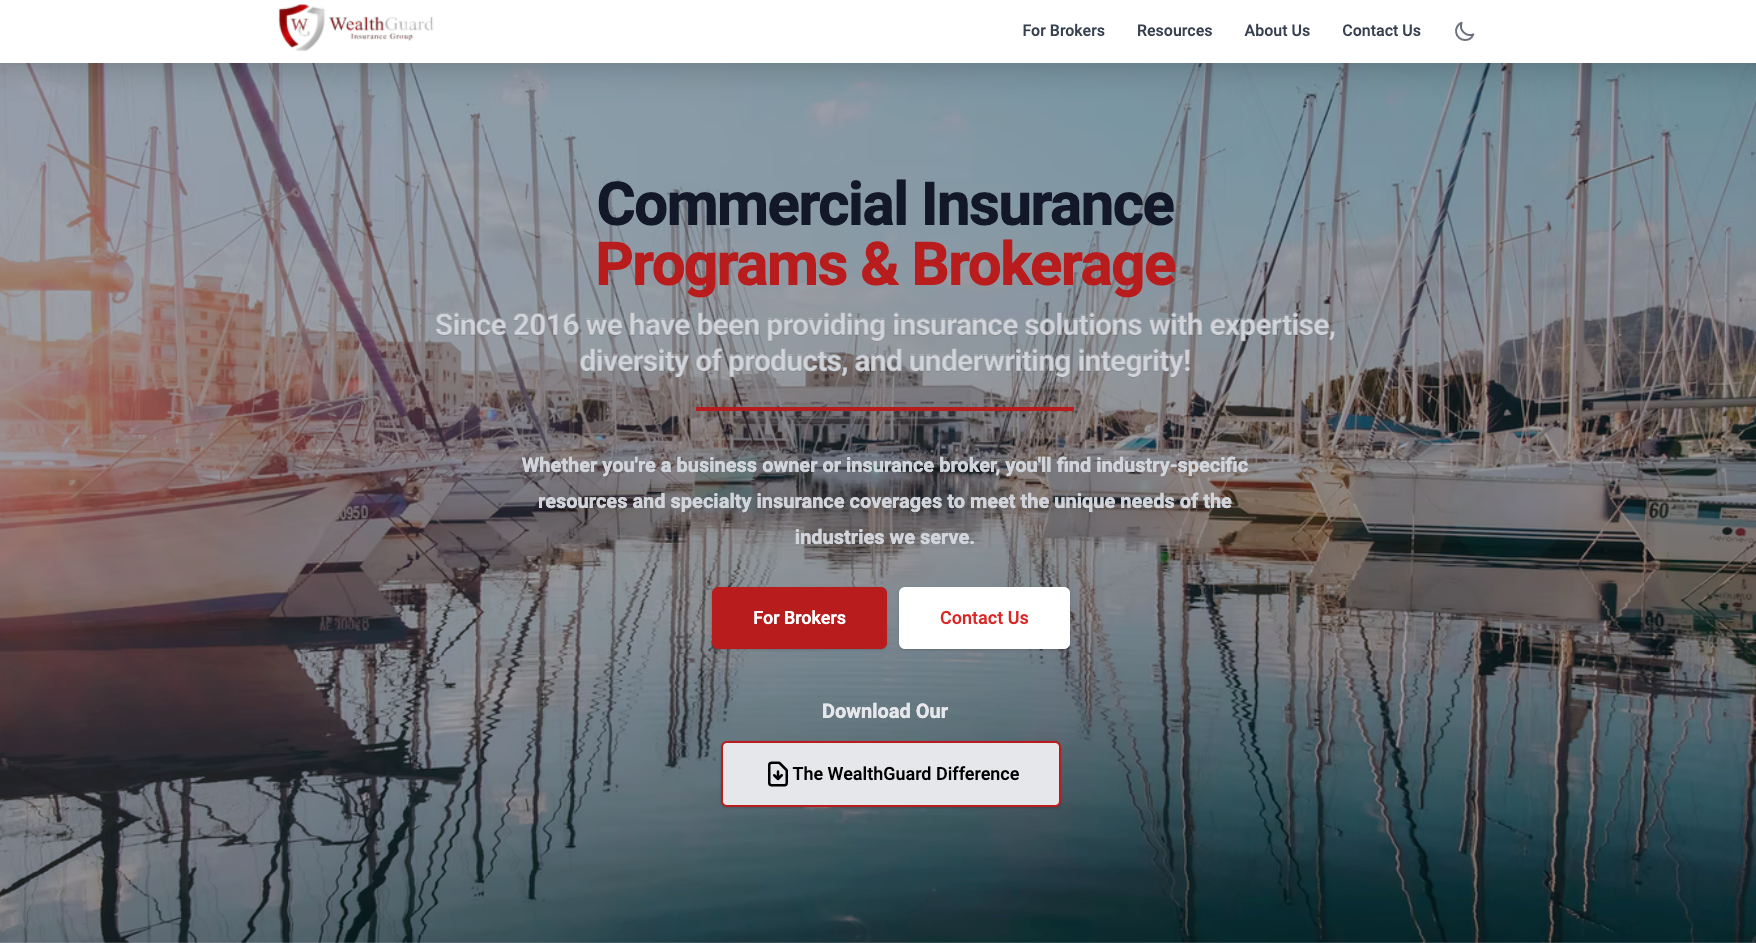 WealthGuard
Insurance Group
For Brokers
Resources
About Us
Contact Us
Commercial Insurance
Programs & Brokerage
Since 2016 we have been providing insurance solutions with expertise,
diversity of products, and underwriting integrity!
Whether you're a business owner or insurance broker, you'll find industry-specific
resources and specialty insurance coverages to meet the unique needs of the
industries we serve.
For Brokers
Contact Us
Download Our
The WealthGuard Difference
60